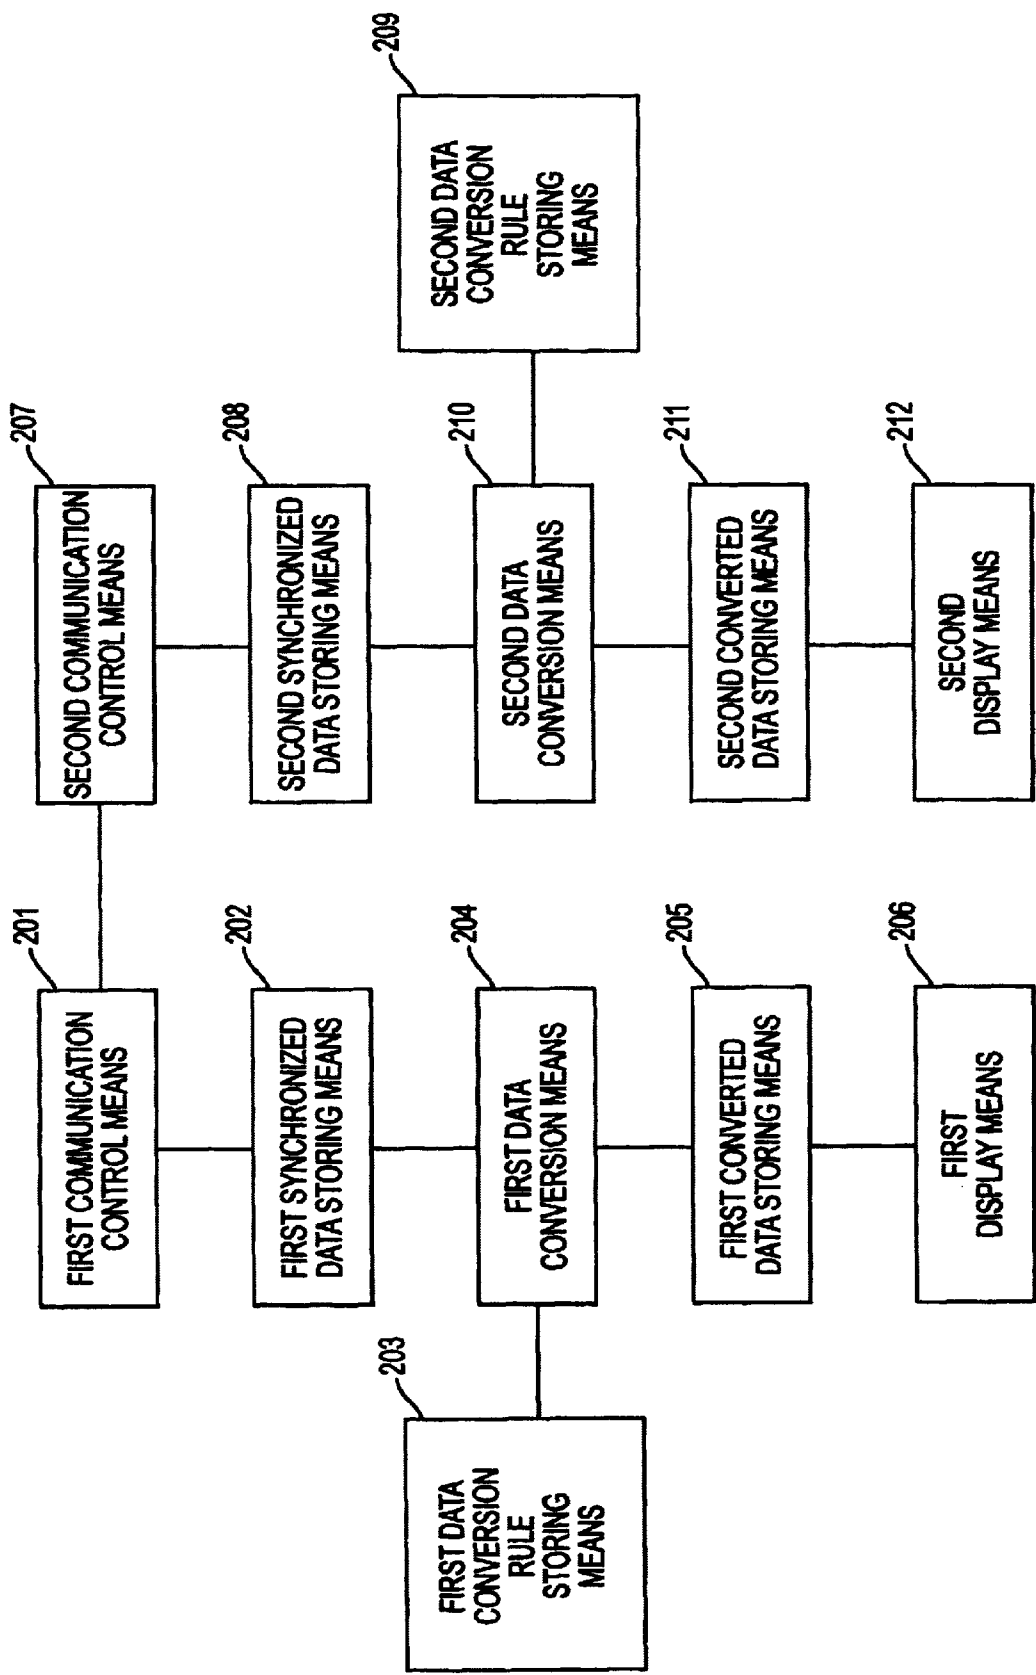 201
FIRST COMMUNICATION
CONTROL MEANS
207
SECOND COMMUNICATION
CONTROL MEANS
202
FIRST SYNCHRONIZED
DATA STORING MEANS
208
SECOND SYNCHRONIZED
DATA STORING MEANS
203
FIRST DATA
CONVERSION
RULE
STORING
MEANS
204
FIRST DATA
CONVERSION MEANS
210
SECOND DATA
CONVERSION MEANS
209
SECOND DATA
CONVERSION
RULE
STORING
MEANS
205
FIRST CONVERTED
DATA STORING MEANS
211
SECOND CONVERTED
DATA STORING MEANS
206
FIRST
DISPLAY MEANS
212
SECOND
DISPLAY MEANS